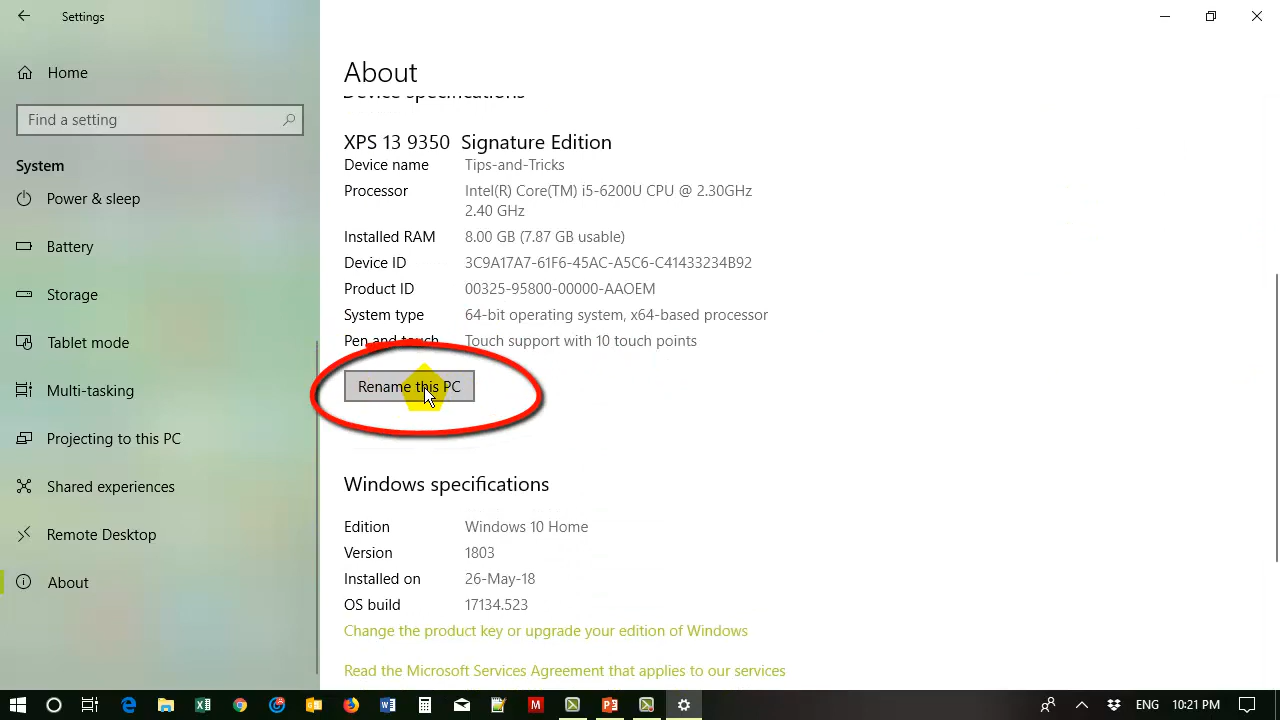 Settings
Home
Find a setting
System
Power & sleep
Battery
Storage
Tablet mode
Multi-tasking
Projecting to this PC
Shared experiences
Remote Desktop
About
About
Device specifications
XPS 13 9350 Signature Edition
Device name Tips-and-Tricks
Processor Intel(R) Core(TM) i5-6200U CPU @ 2.30GHz
2.40 GHz
Installed RAM 8.00 GB (7.87 GB usable)
Device ID 3C9A17A7-61F6-45AC-A5C6-C41433234B92
Product ID 00325-95800-00000-AAOEM
System type 64-bit operating system, x64-based processor
Pen and touch Touch support with 10 touch points
Rename this PC
Windows specifications
Edition Windows 10 Home
Version 1803
Installed on 26-May-18
OS build 17134.523
Change the product key or upgrade your edition of Windows
Read the Microsoft Services Agreement that applies to our services
ENG 10:21 PM